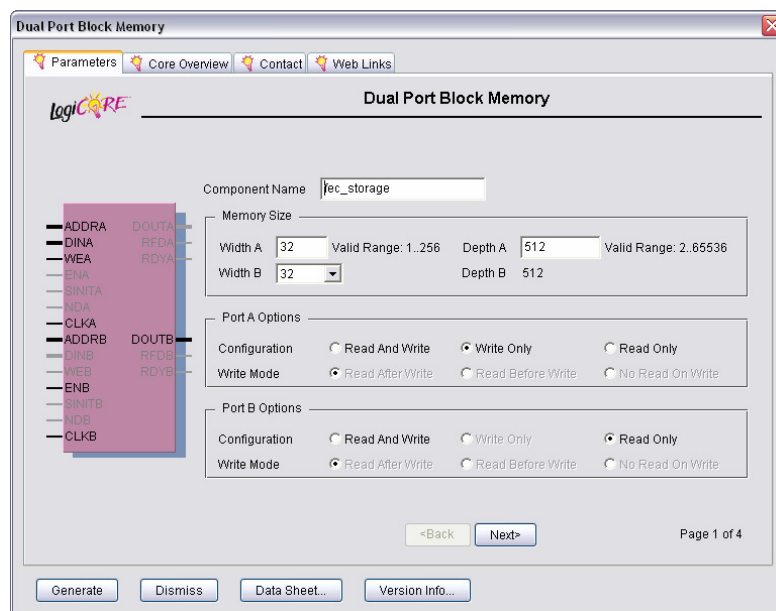 Dual Port Block Memory
Parameters Core Overview Contact Web Links
LogiCORE Dual Port Block Memory
Component Name fec_storage
Memory Size
Width A 32 Valid Range: 1..256 Depth A 512 Valid Range: 2..65536
Width B 32 Depth B 512
ADDRA DOUTA
DINA RFDA
WEA RDYA
ENA
SINITA
NDA
CLKA
ADDRB DOUTB
DINB RFDB
WEB RDYB
ENB
SINITB
NDB
CLKB
Port A Options
Configuration Read And Write Write Only Read Only
Write Mode Read After Write Read Before Write No Read On Write
Port B Options
Configuration Read And Write Write Only Read Only
Write Mode Read After Write Read Before Write No Read On Write
<Back Next> Page 1 of 4
Generate Dismiss Data Sheet... Version Info...